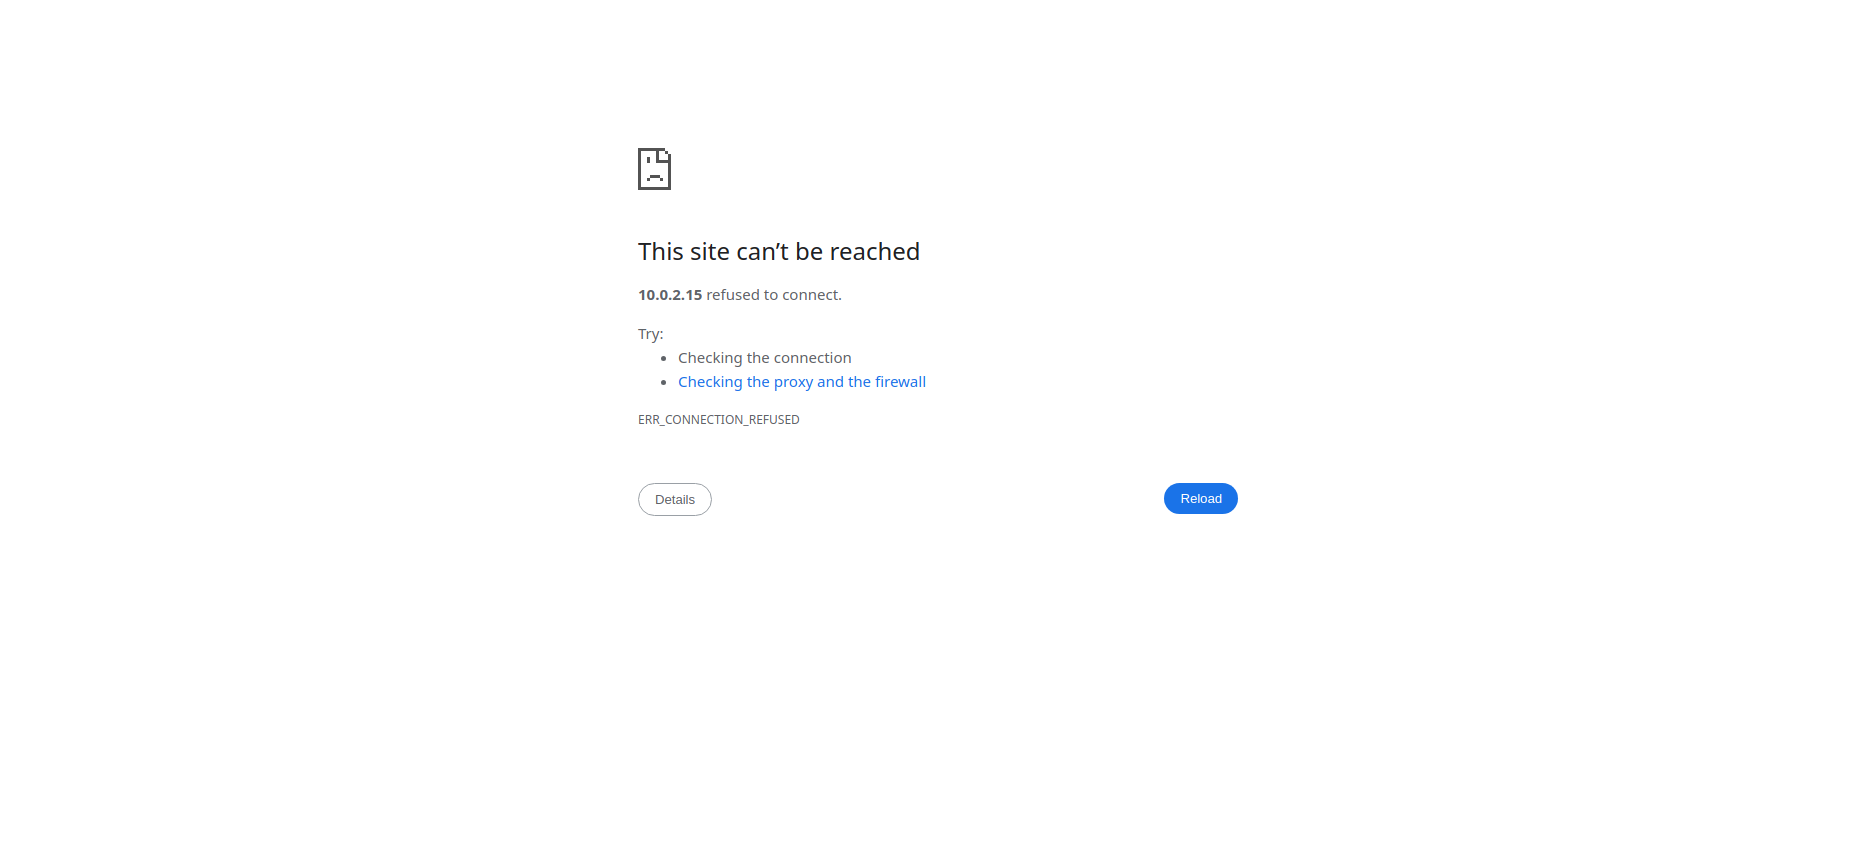 This site can’t be reached
10.0.2.15 refused to connect.
Try:
• Checking the connection
• Checking the proxy and the firewall
ERR_CONNECTION_REFUSED
Details
Reload